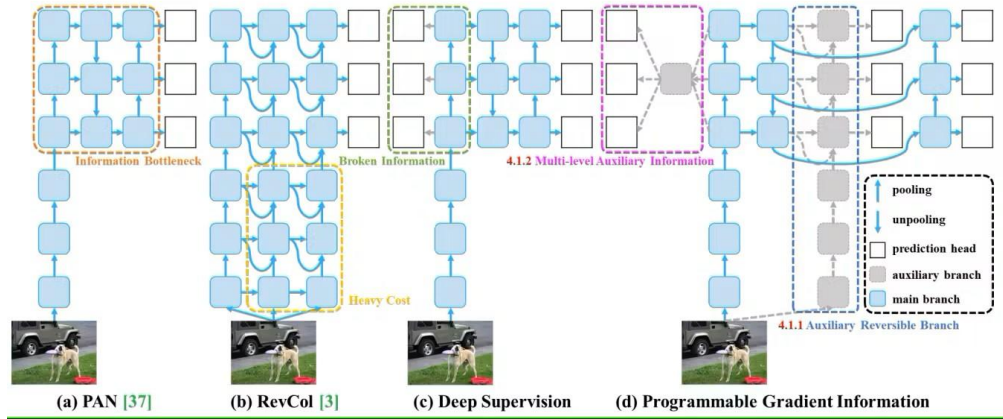 Information Bottleneck
Broken Information
4.1.2 Multi-level Auxiliary Information
Heavy Cost
pooling
unpooling
prediction head
auxiliary branch
main branch
4.1.1 Auxiliary Reversible Branch
(a) PAN [37]
(b) RevCol [3]
(c) Deep Supervision
(d) Programmable Gradient Information